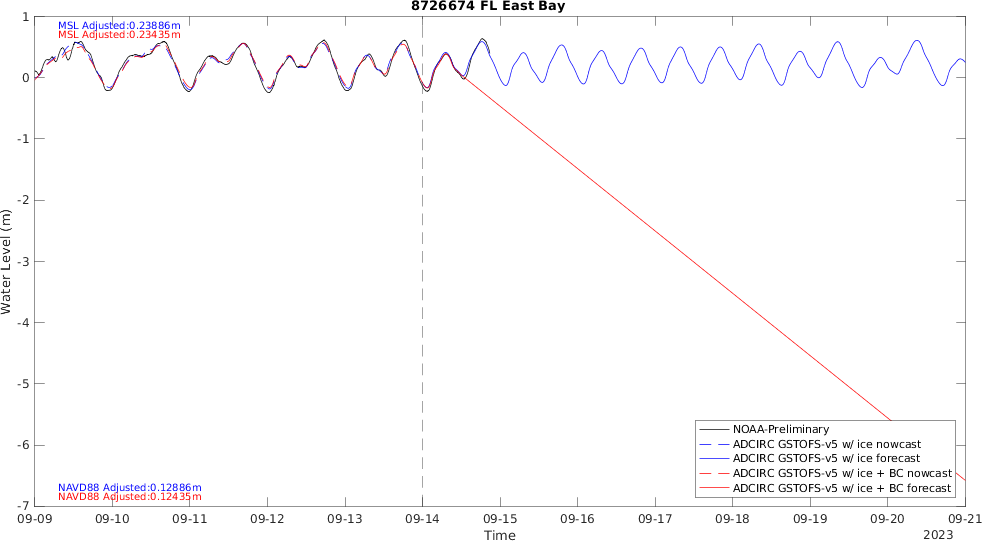 8726674 FL East Bay
MSL Adjusted:0.23886m
MSL Adjusted:0.23435m
1
0
-1
-2
-3
-4
-5
-6
-7
Water Level (m)
NOAA-Preliminary
ADCIRC GSTOFS-v5 w/ ice nowcast
ADCIRC GSTOFS-v5 w/ ice forecast
ADCIRC GSTOFS-v5 w/ ice + BC nowcast
ADCIRC GSTOFS-v5 w/ ice + BC forecast
NAVD88 Adjusted:0.12886m
NAVD88 Adjusted:0.12435m
09-09 09-10 09-11 09-12 09-13 09-14 09-15 09-16 09-17 09-18 09-19 09-20 09-21
Time
2023